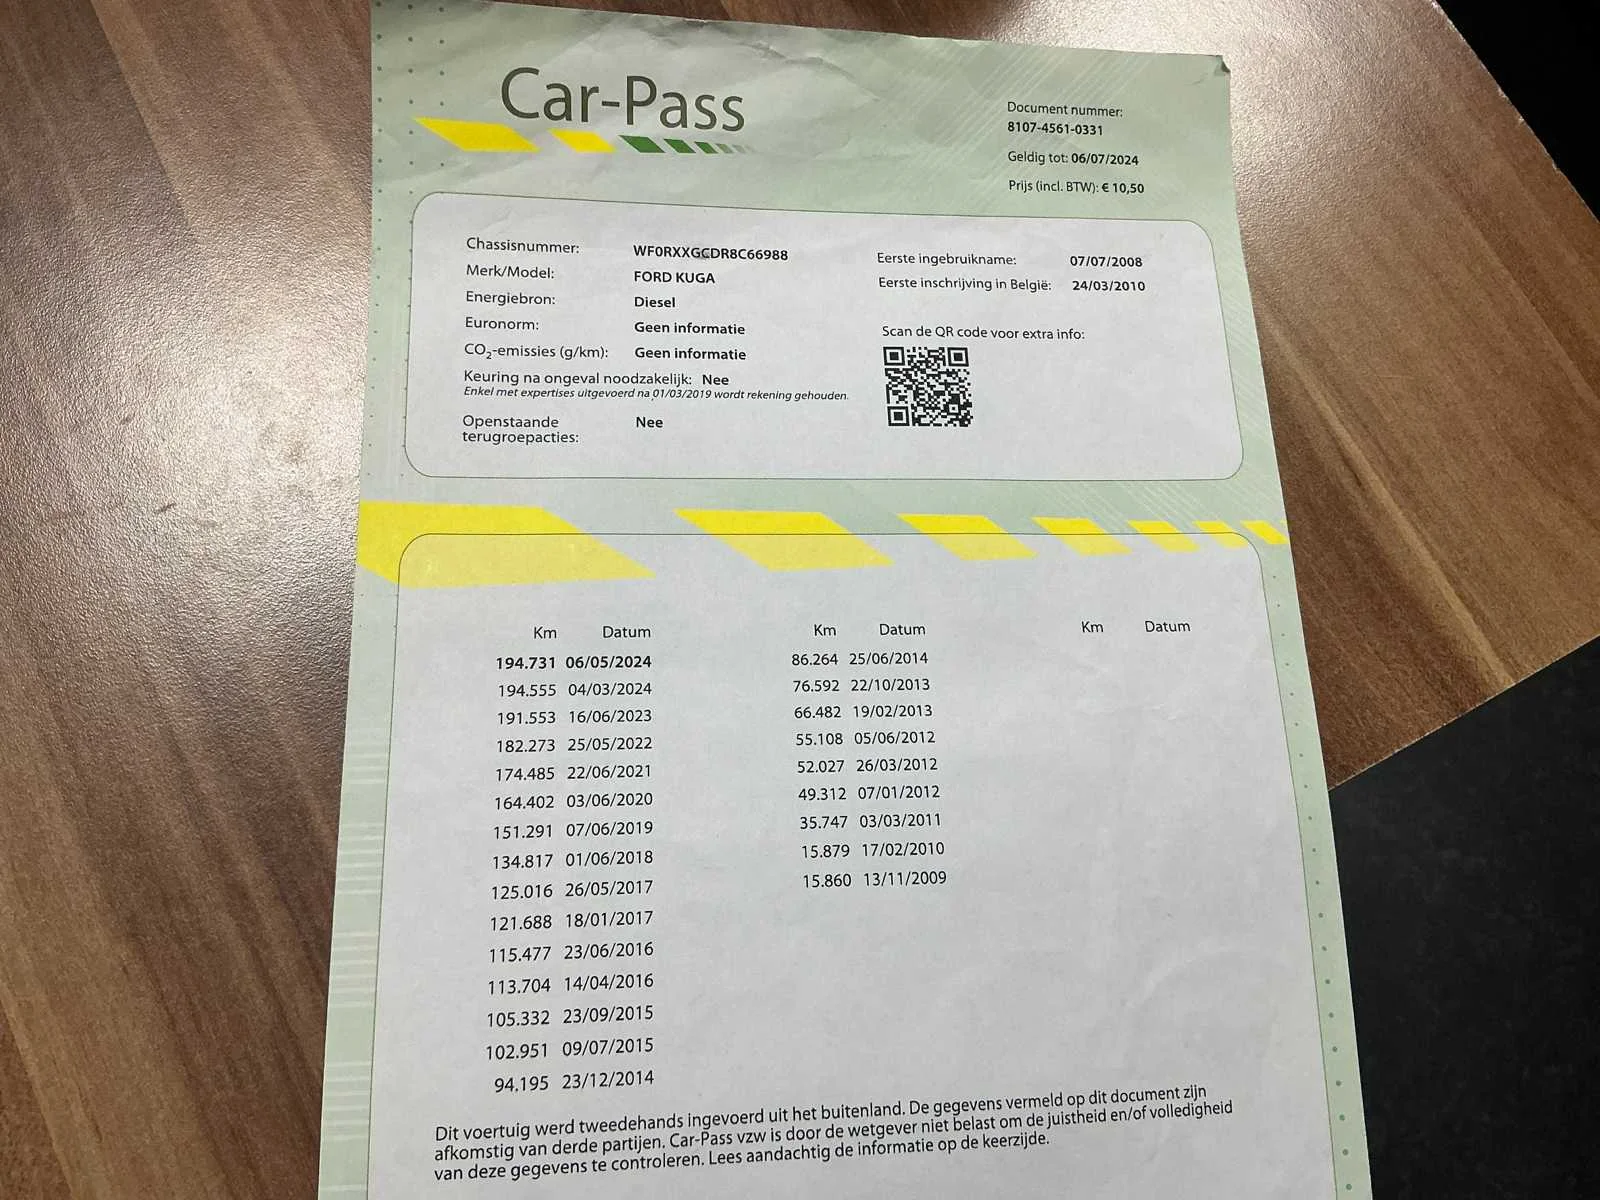 Car-Pass
Document nummer:
8107-4561-0331
Geldig tot: 06/07/2024
Prijs (incl. BTW): € 10,50
Chassisnummer: WF0RXXGCDR8C66988
Merk/Model: FORD KUGA
Energiebron: Diesel
Euronorm: Geen informatie
CO₂-emissies (g/km): Geen informatie
Keuring na ongeval noodzakelijk: Nee
Enkel met expertises uitgevoerd na 01/03/2019 wordt rekening gehouden.
Openstaande Nee
terugroepacties:
Eerste ingebruikname: 07/07/2008
Eerste inschrijving in België: 24/03/2010
Scan de QR code voor extra info:
Km Datum
194.731 06/05/2024
194.555 04/03/2024
191.553 16/06/2023
182.273 25/05/2022
174.485 22/06/2021
164.402 03/06/2020
151.291 07/06/2019
134.817 01/06/2018
125.016 26/05/2017
121.688 18/01/2017
115.477 23/06/2016
113.704 14/04/2016
105.332 23/09/2015
102.951 09/07/2015
94.195 23/12/2014
Km Datum
86.264 25/06/2014
76.592 22/10/2013
66.482 19/02/2013
55.108 05/06/2012
52.027 26/03/2012
49.312 07/01/2012
35.747 03/03/2011
15.879 17/02/2010
15.860 13/11/2009
Km Datum
Dit voertuig werd tweedehands ingevoerd uit het buitenland. De gegevens vermeld op dit document zijn
afkomstig van derde partijen. Car-Pass vzw is door de wetgever niet belast om de juistheid en/of volledigheid
van deze gegevens te controleren. Lees aandachtig de informatie op de keerzijde.